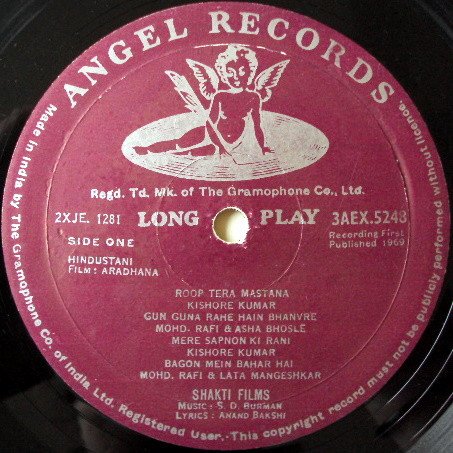 ANGEL RECORDS
Regd. Td. Mk. of The Gramophone Co., Ltd.
2XJE. 1281 LONG PLAY 3AEX.5248
SIDE ONE
Recording First
Published 1969
HINDUSTANI
FILM: ARADHANA
ROOP TERA MASTANA
KISHORE KUMAR
GUN GUNA RAHE HAIN BHANVRE
MOHD. RAFI & ASHA BHOSLE
MERE SAPNON KI RANI
KISHORE KUMAR
BAGON MEIN BAHAR HAI
MOHD. RAFI & LATA MANGESHKAR
SHAKTI FILMS
MUSIC: S. D. BURMAN
LYRICS: ANAND BAKSHI
Made in India by The Gramophone Co. of India, Ltd. Registered User.-This copyright record must not be publicly performed without licence.